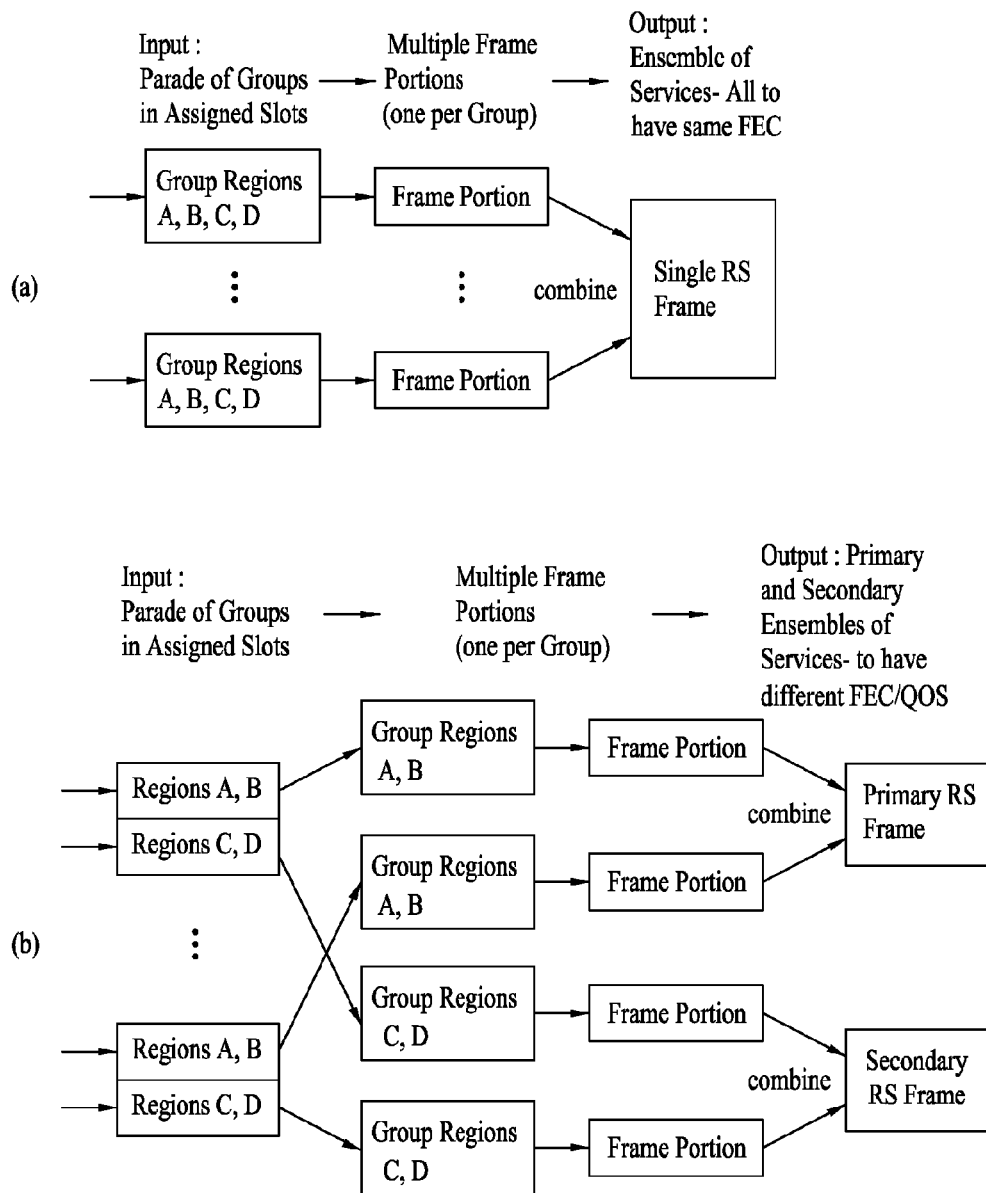 Input :
Parade of Groups
in Assigned Slots
Multiple Frame
Portions
(one per Group)
Output :
Ensemble of
Services- All to
have same FEC
(a)
Group Regions
A, B, C, D
Frame Portion
combine
Single RS
Frame
Group Regions
A, B, C, D
Frame Portion
Input :
Parade of Groups
in Assigned Slots
Multiple Frame
Portions
(one per Group)
Output : Primary
and Secondary
Ensembles of
Services- to have
different FEC/QOS
(b)
Regions A, B
Regions C, D
Regions A, B
Regions C, D
Group Regions
A, B
Frame Portion
Group Regions
A, B
Frame Portion
combine
Primary RS
Frame
Group Regions
C, D
Frame Portion
Group Regions
C, D
Frame Portion
combine
Secondary
RS Frame